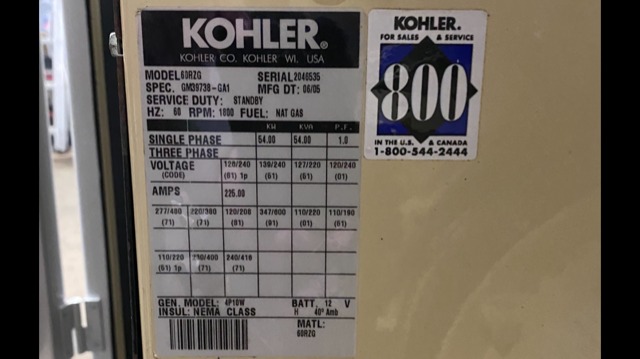 KOHLER®
KOHLER CO. KOHLER WI. USA
MODEL 60RZG SERIAL 2048535
SPEC. GM39738-GA1 MFG DT: 06/05
SERVICE DUTY: STANDBY
HZ: 60 RPM: 1800 FUEL: NAT GAS
KW KVA P.F.
SINGLE PHASE 54.00 54.00 1.0
THREE PHASE
VOLTAGE 120/240 139/240 127/220 120/240
(CODE) (61) 1p (61) (61) (01)
AMPS 225.00
277/480 220/380 120/208 347/600 110/220 110/190
(71) (71) (81) (91) (01) (61)
110/220 230/400 240/416
(61) 1p (71) (71)
GEN. MODEL: 4P10W BATT. 12 V
INSUL: NEMA CLASS H 40° Amb
MATL:
60RZG
KOHLER®
FOR SALES & SERVICE
800
IN THE U.S. & CANADA
1-800-544-2444